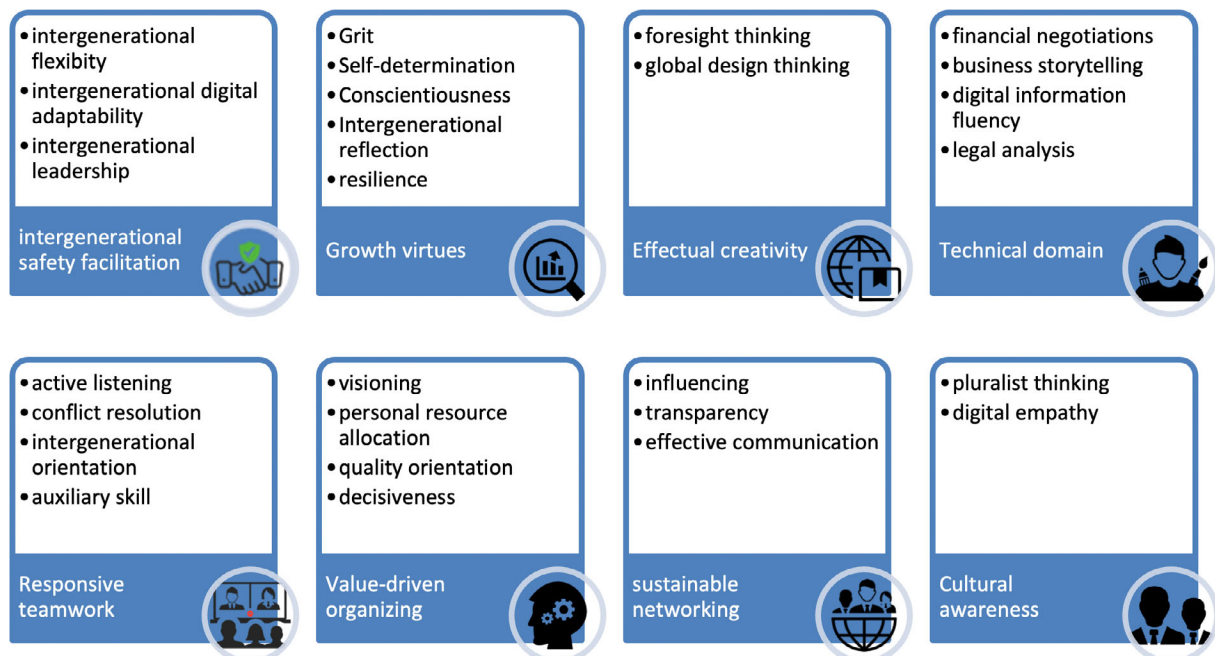 • intergenerational
flexibity
• intergenerational digital
adaptability
• intergenerational
leadership
intergenerational
safety facilitation
• Grit
• Self-determination
• Conscientiousness
• Intergenerational
reflection
• resilience
Growth virtues
• foresight thinking
• global design thinking
Effectual creativity
• financial negotiations
• business storytelling
• digital information
fluency
• legal analysis
Technical domain
• active listening
• conflict resolution
• intergenerational
orientation
• auxiliary skill
Responsive
teamwork
• visioning
• personal resource
allocation
• quality orientation
• decisiveness
Value-driven
organizing
• influencing
• transparency
• effective communication
sustainable
networking
• pluralist thinking
• digital empathy
Cultural
awareness